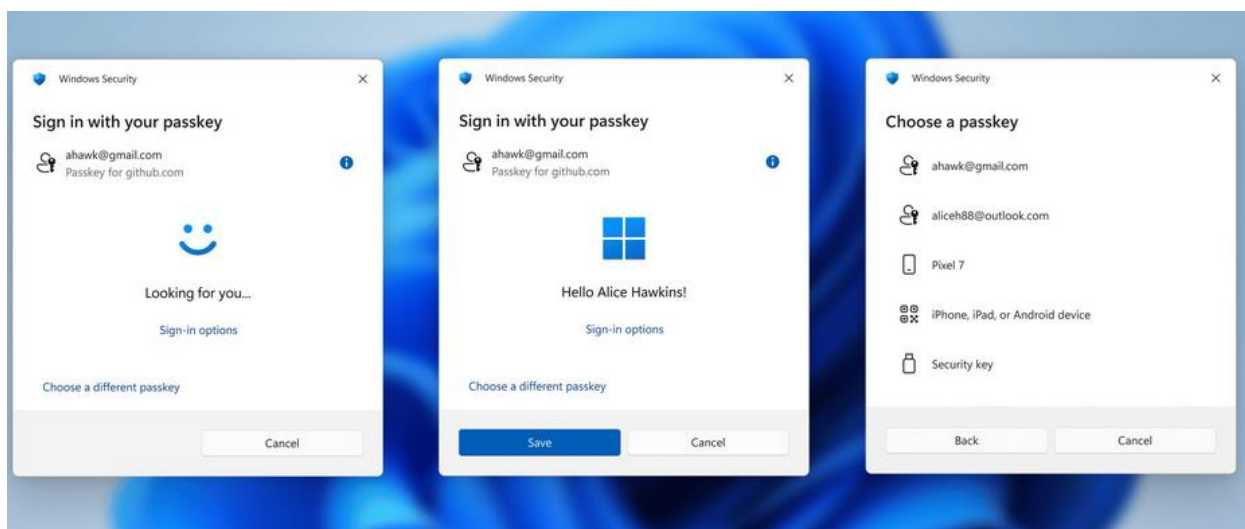 Windows Security
Sign in with your passkey
ahawk@gmail.com
Passkey for github.com
Looking for you...
Sign-in options
Choose a different passkey
Cancel
Windows Security
Sign in with your passkey
ahawk@gmail.com
Passkey for github.com
Hello Alice Hawkins!
Sign-in options
Choose a different passkey
Save
Cancel
Windows Security
Choose a passkey
ahawk@gmail.com
aliceh88@outlook.com
Pixel 7
iPhone, iPad, or Android device
Security key
Back
Cancel